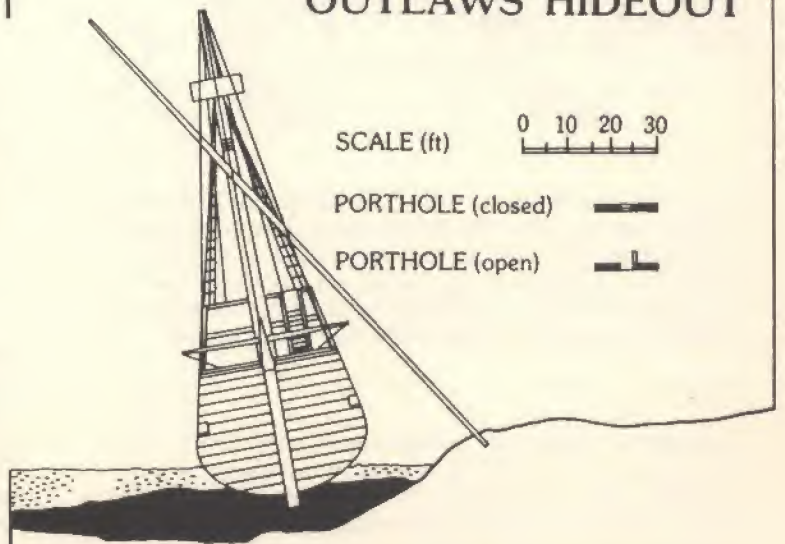 OUTLAWS' HIDEOUT
SCALE (ft) 0 10 20 30
PORTHOLE (closed)
PORTHOLE (open)